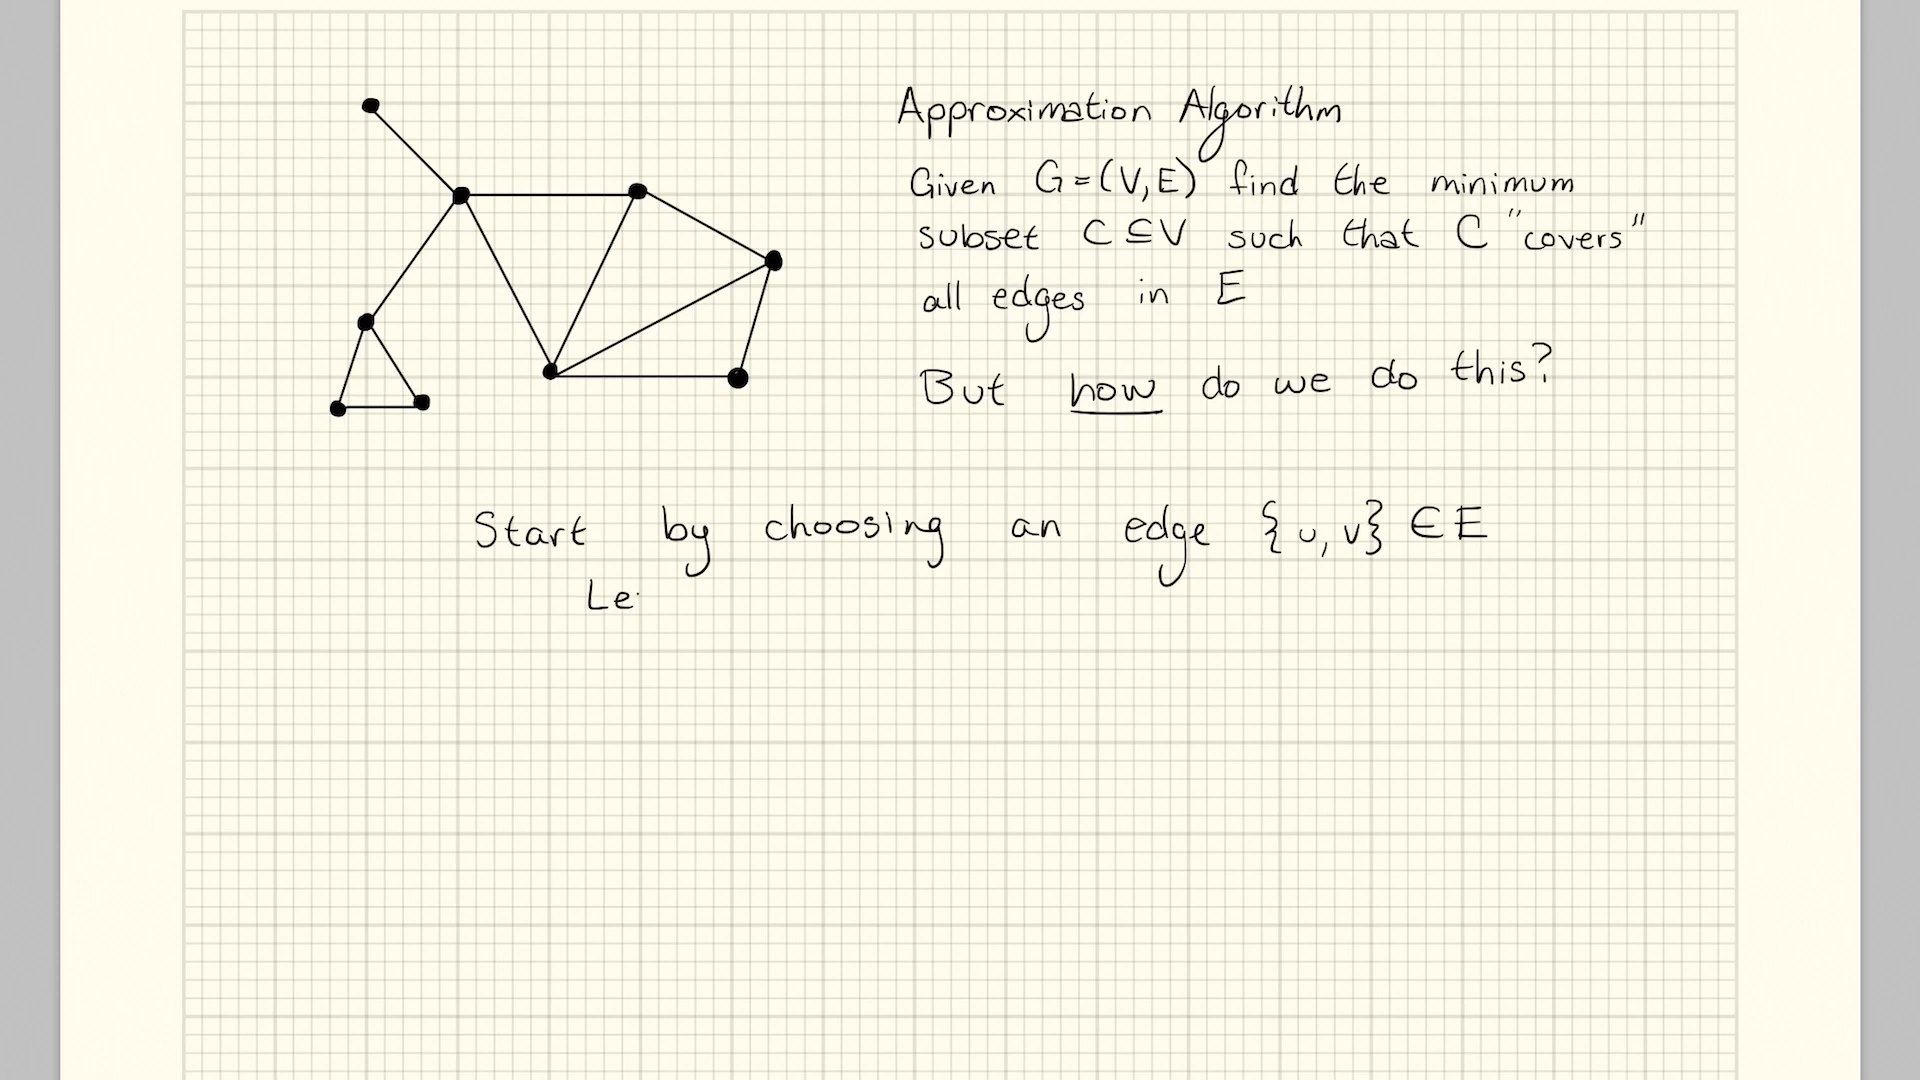 Approximation Algorithm
Given G=(V,E) find the minimum
subset C ⊆ V such that C "covers"
all edges in E
But how do we do this?
Start by choosing an edge {u, v} ∈ E
Le